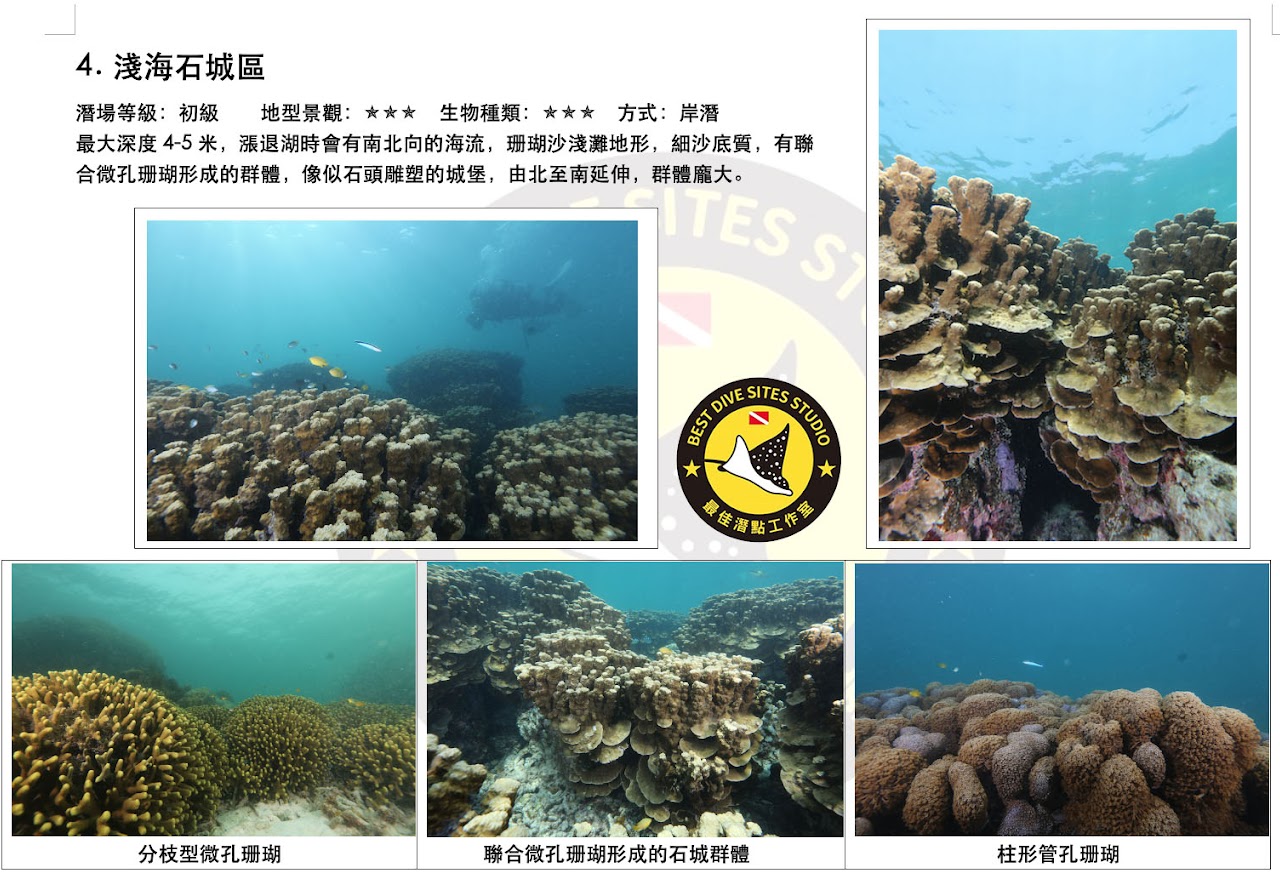 4. 淺海石城區
潛場等級：初級　　地型景觀：★★★　生物種類：★★★　方式：岸潛
最大深度 4-5 米，漲退湖時會有南北向的海流，珊瑚沙淺灘地形，細沙底質，有聯
合微孔珊瑚形成的群體，像似石頭雕塑的城堡，由北至南延伸，群體龐大。
BEST DIVE SITES STUDIO
最佳潛點工作室
E SITES STU
分枝型微孔珊瑚
聯合微孔珊瑚形成的石城群體
柱形管孔珊瑚